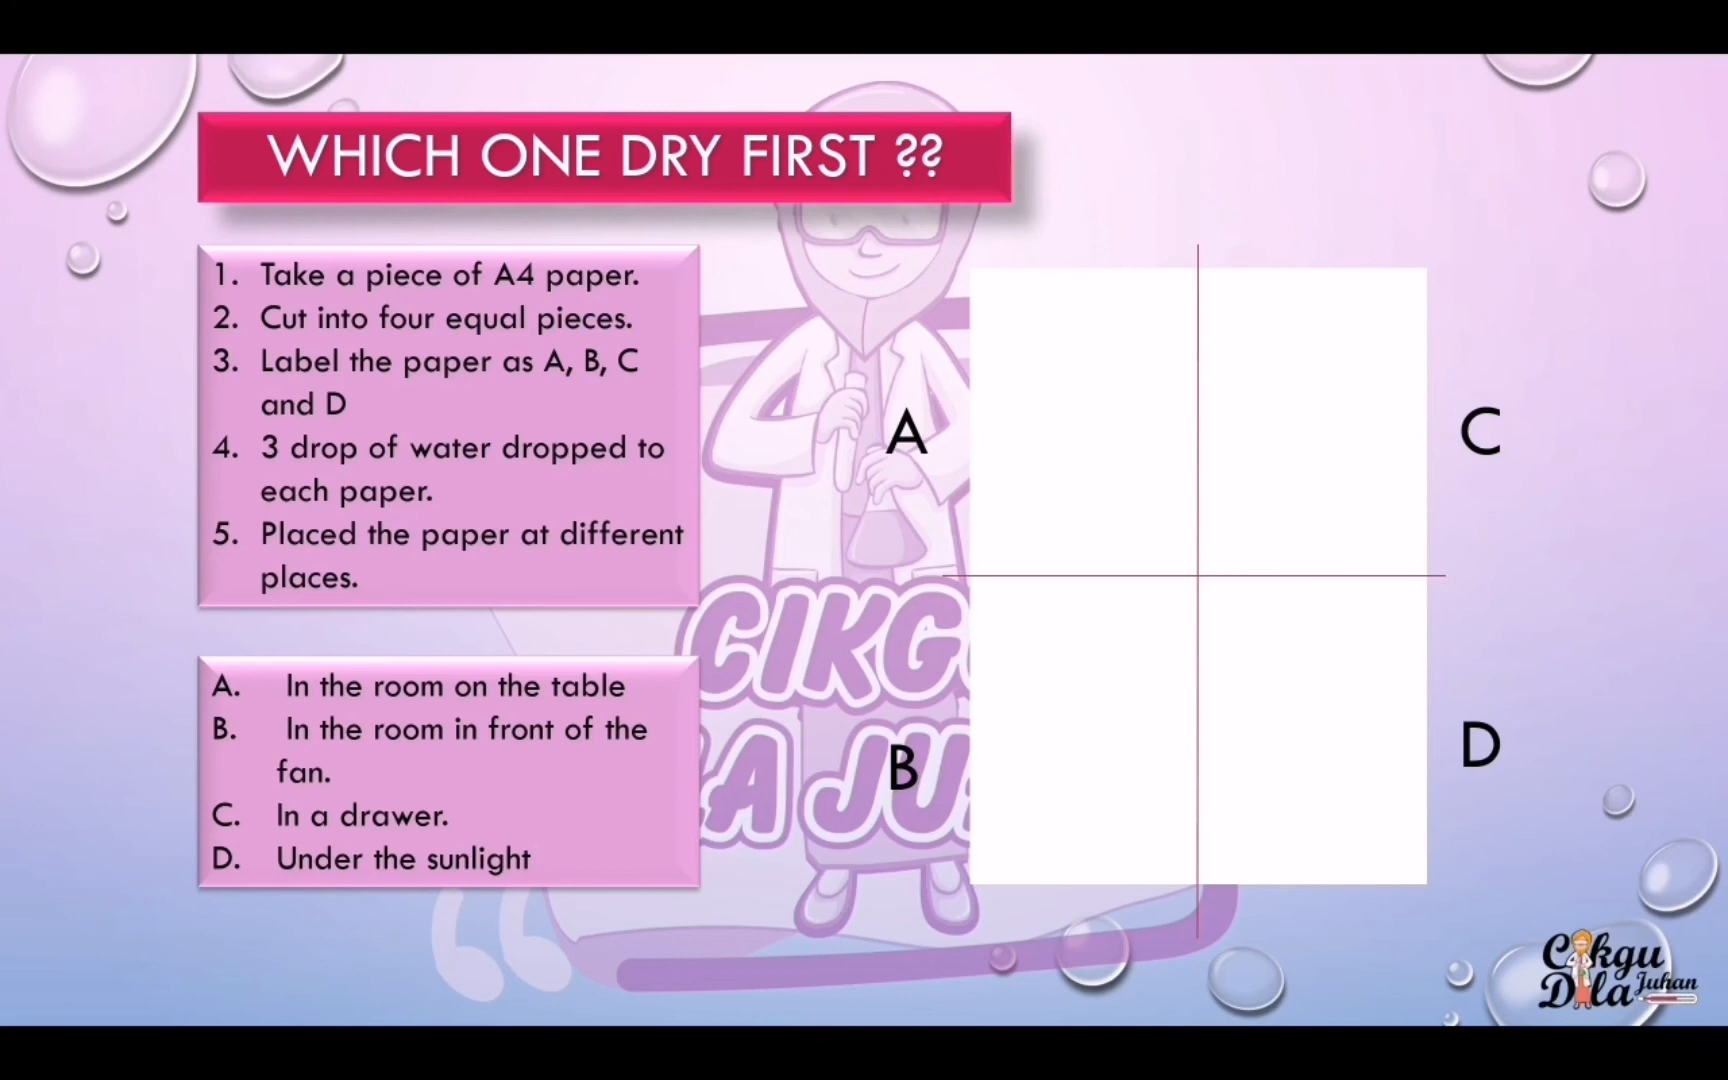 WHICH ONE DRY FIRST ??
1. Take a piece of A4 paper.
2. Cut into four equal pieces.
3. Label the paper as A, B, C
and D
4. 3 drop of water dropped to
each paper.
5. Placed the paper at different
places.
A. In the room on the table
B. In the room in front of the
fan.
C. In a drawer.
D. Under the sunlight
A
C
B
D
CIKG
A JU
Cikgu
Dila Juhan